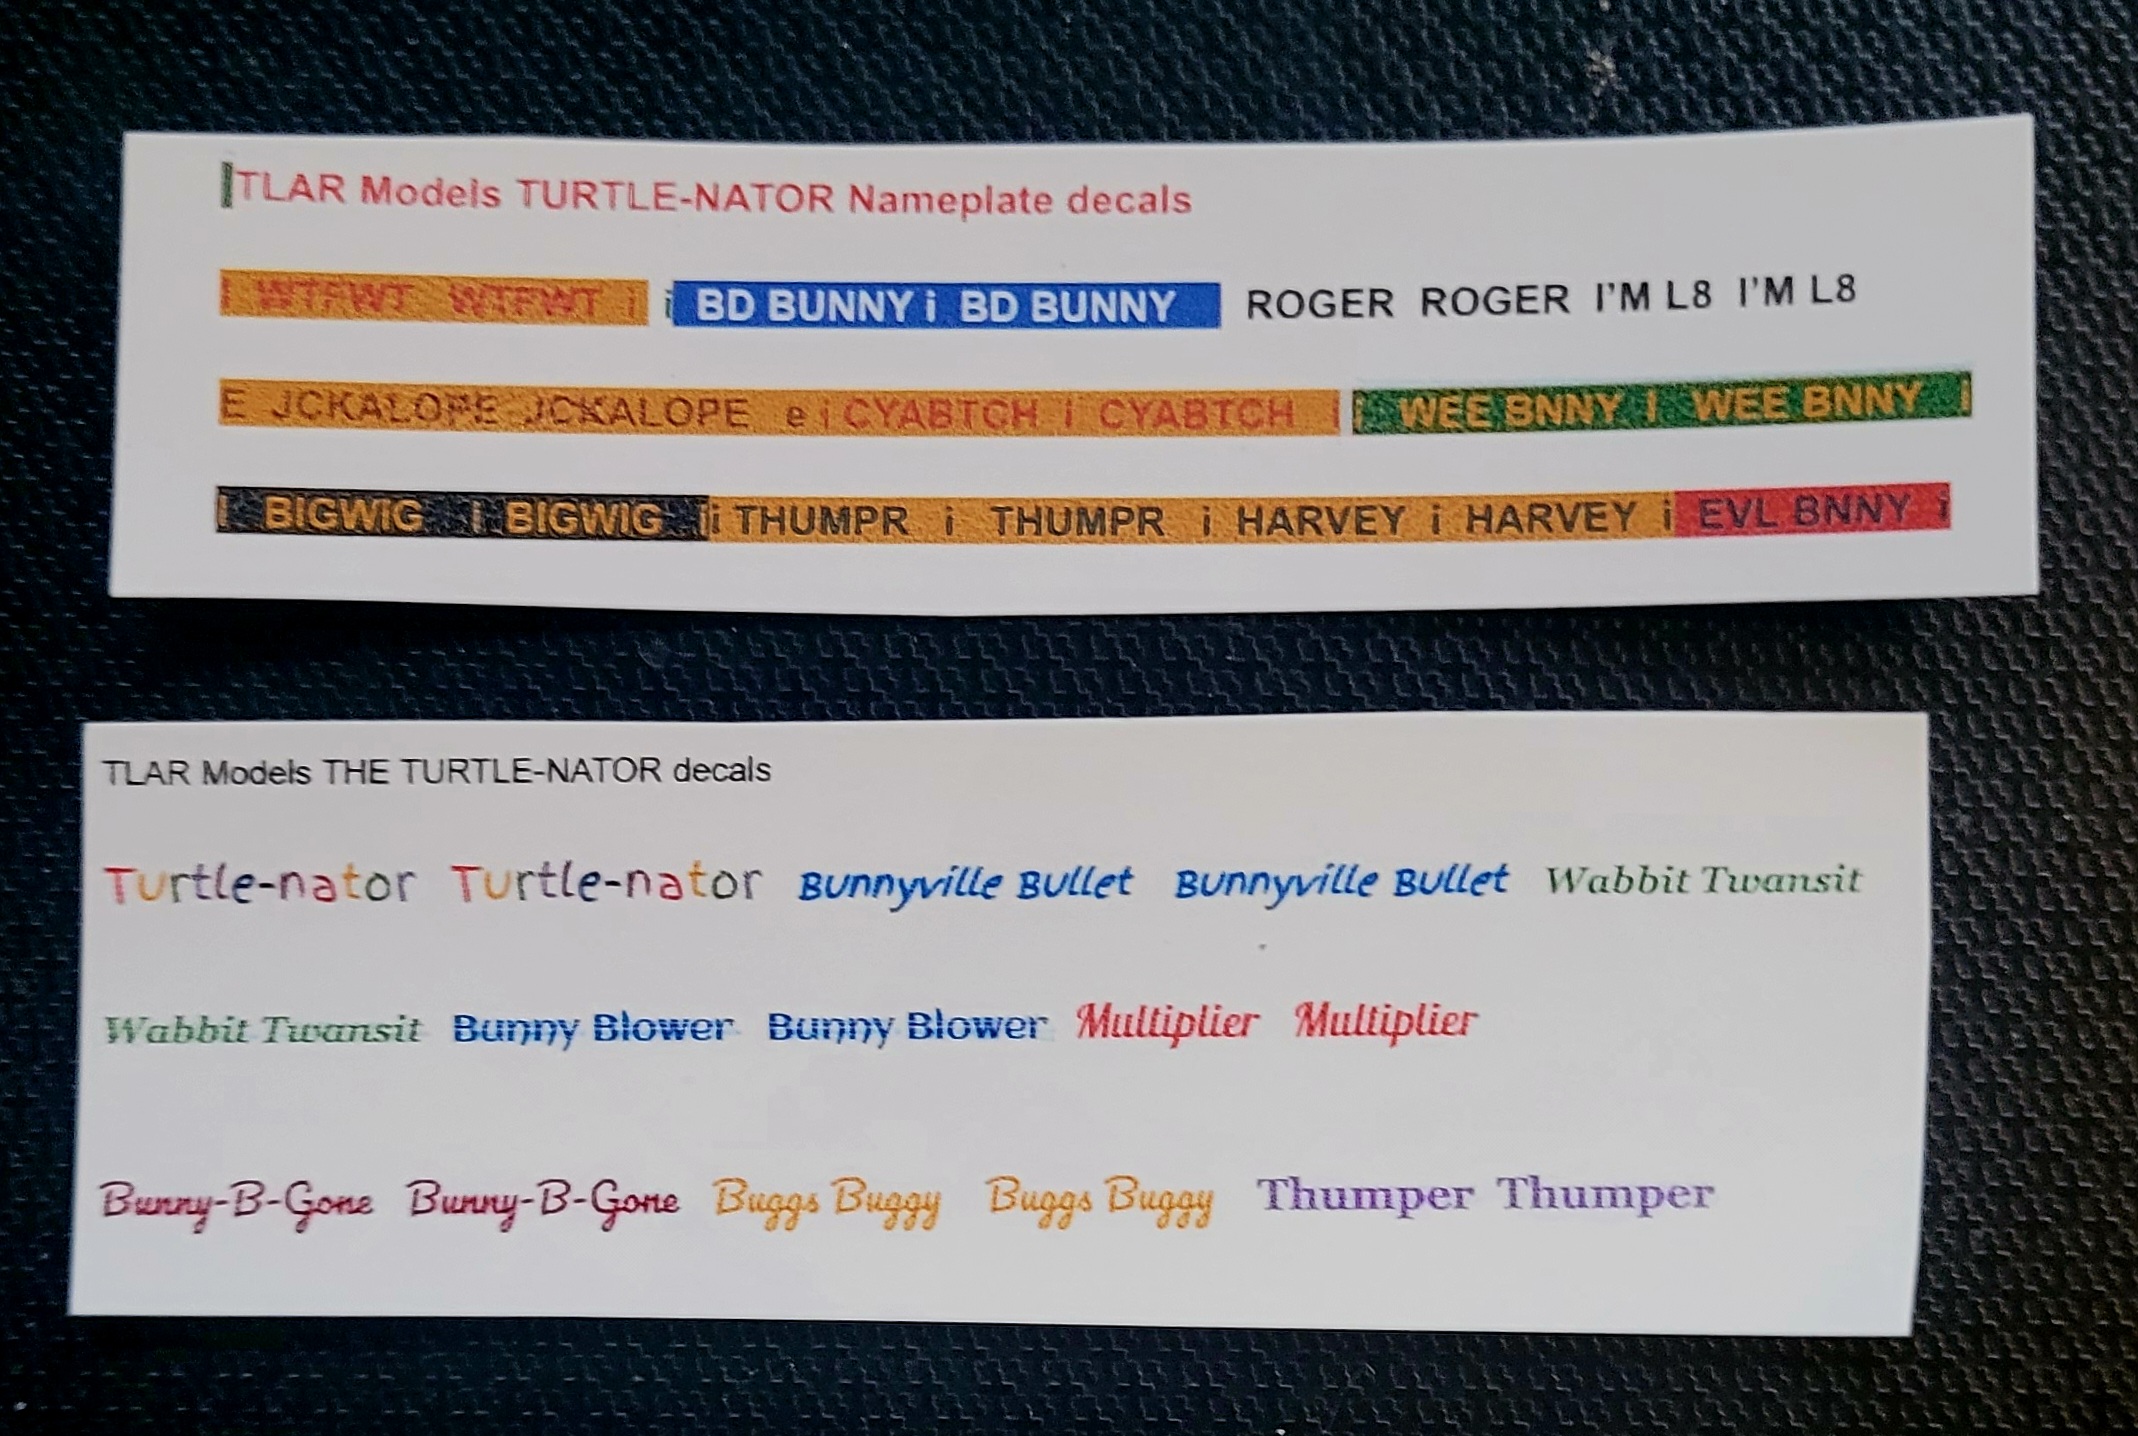 TLAR Models TURTLE-NATOR Nameplate decals
i WTFWT WTFWT i i BD BUNNY i BD BUNNY ROGER ROGER I'M L8 I'M L8
E JCKALOPE JCKALOPE e i CYABTCH i CYABTCH i i WEE BNNY i WEE BNNY i
i BIGWIG i BIGWIG i i THUMPR i THUMPR i HARVEY i HARVEY i EVL BNNY i
TLAR Models THE TURTLE-NATOR decals
Turtle-nator Turtle-nator Bunnyville Bullet Bunnyville Bullet Wabbit Twansit
Wabbit Twansit Bunny Blower Bunny Blower Multiplier Multiplier
Bunny-B-Gone Bunny-B-Gone Buggs Buggy Buggs Buggy Thumper Thumper